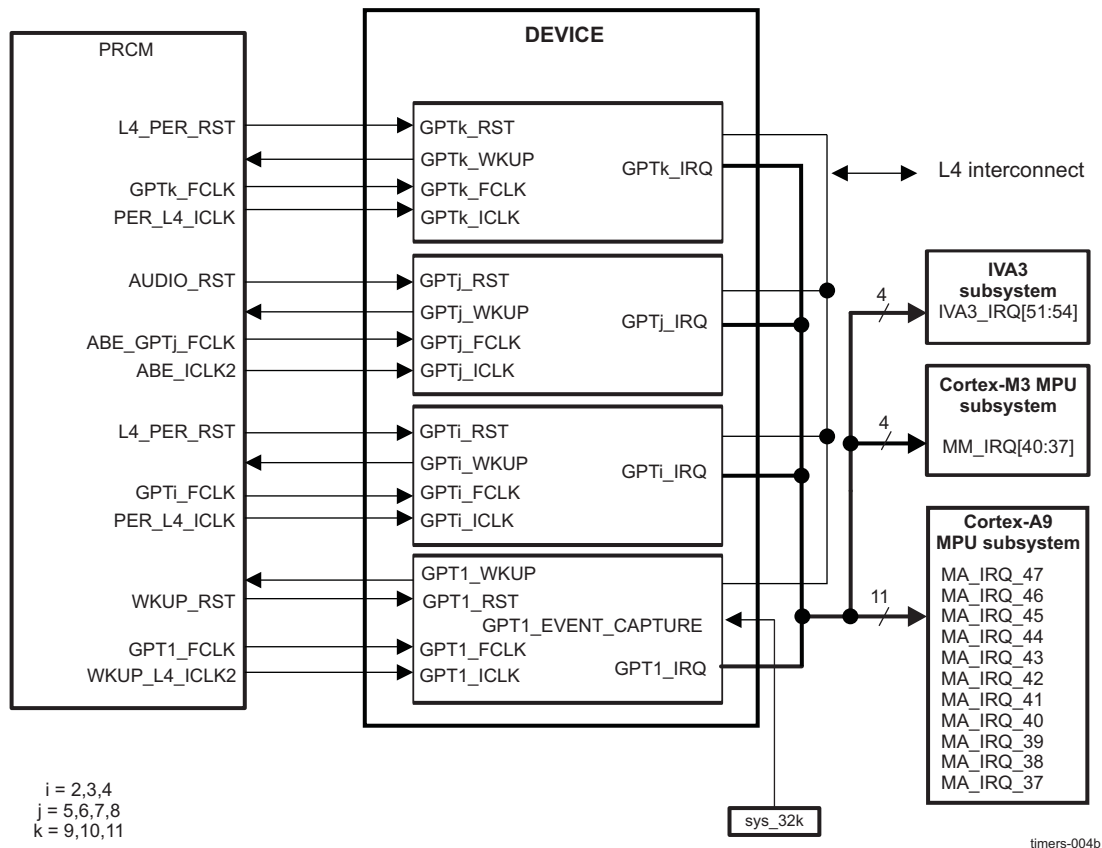 PRCM
L4_PER_RST
GPTk_FCLK
PER_L4_ICLK
AUDIO_RST
ABE_GPTj_FCLK
ABE_ICLK2
L4_PER_RST
GPTi_FCLK
PER_L4_ICLK
WKUP_RST
GPT1_FCLK
WKUP_L4_ICLK2
DEVICE
GPTk_RST
GPTk_WKUP
GPTk_FCLK
GPTk_ICLK
GPTk_IRQ
GPTj_RST
GPTj_WKUP
GPTj_FCLK
GPTj_ICLK
GPTj_IRQ
GPTi_RST
GPTi_WKUP
GPTi_FCLK
GPTi_ICLK
GPTi_IRQ
GPT1_WKUP
GPT1_RST
GPT1_EVENT_CAPTURE
GPT1_FCLK
GPT1_ICLK
GPT1_IRQ
L4 interconnect
4
IVA3
subsystem
IVA3_IRQ[51:54]
4
Cortex-M3 MPU
subsystem
MM_IRQ[40:37]
11
Cortex-A9
MPU subsystem
MA_IRQ_47
MA_IRQ_46
MA_IRQ_45
MA_IRQ_44
MA_IRQ_43
MA_IRQ_42
MA_IRQ_41
MA_IRQ_40
MA_IRQ_39
MA_IRQ_38
MA_IRQ_37
sys_32k
i = 2,3,4
j = 5,6,7,8
k = 9,10,11
timers-004b